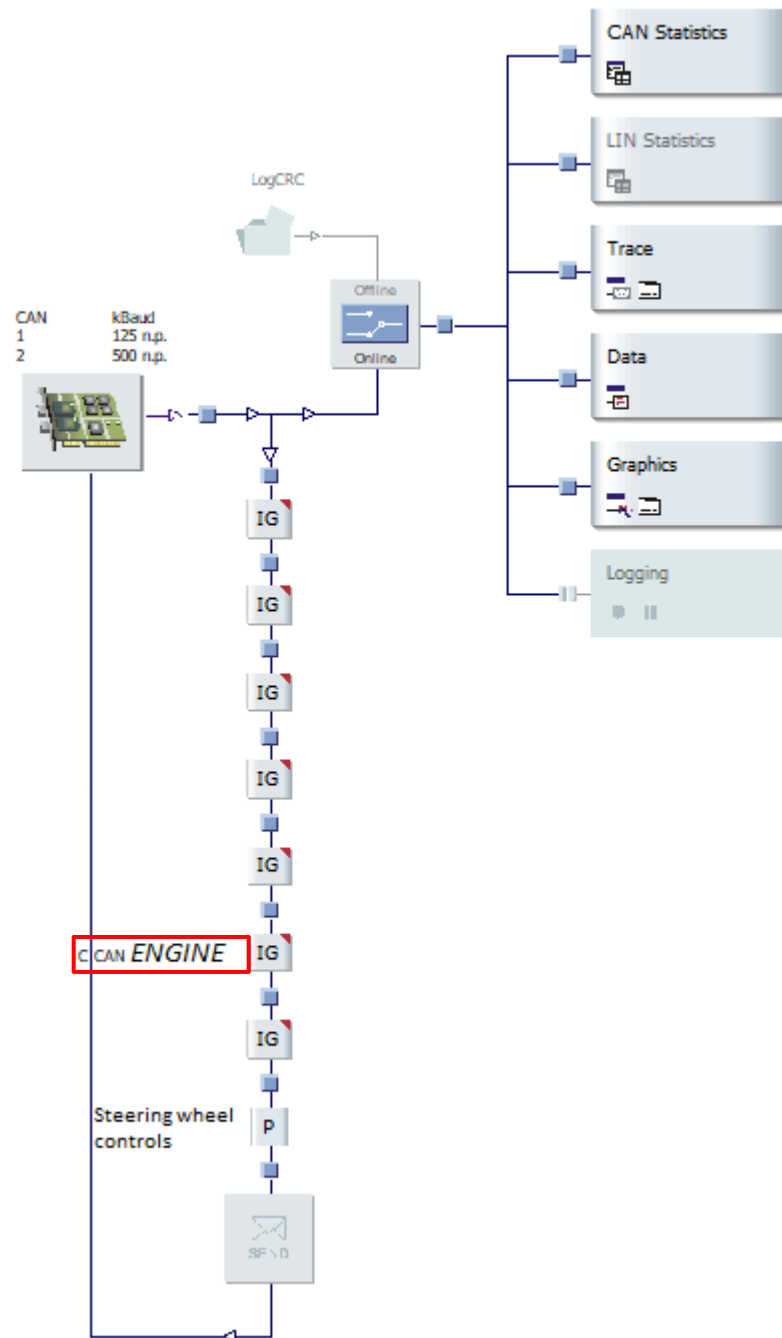 CAN Statistics
LIN Statistics
LogCRC
Trace
Offline
CAN kBaud
1 125 n.p.
2 500 n.p.
Online
Data
Graphics
IG
IG
Logging
IG
IG
IG
C CAN ENGINE IG
IG
Steering wheel
controls
P
SEND